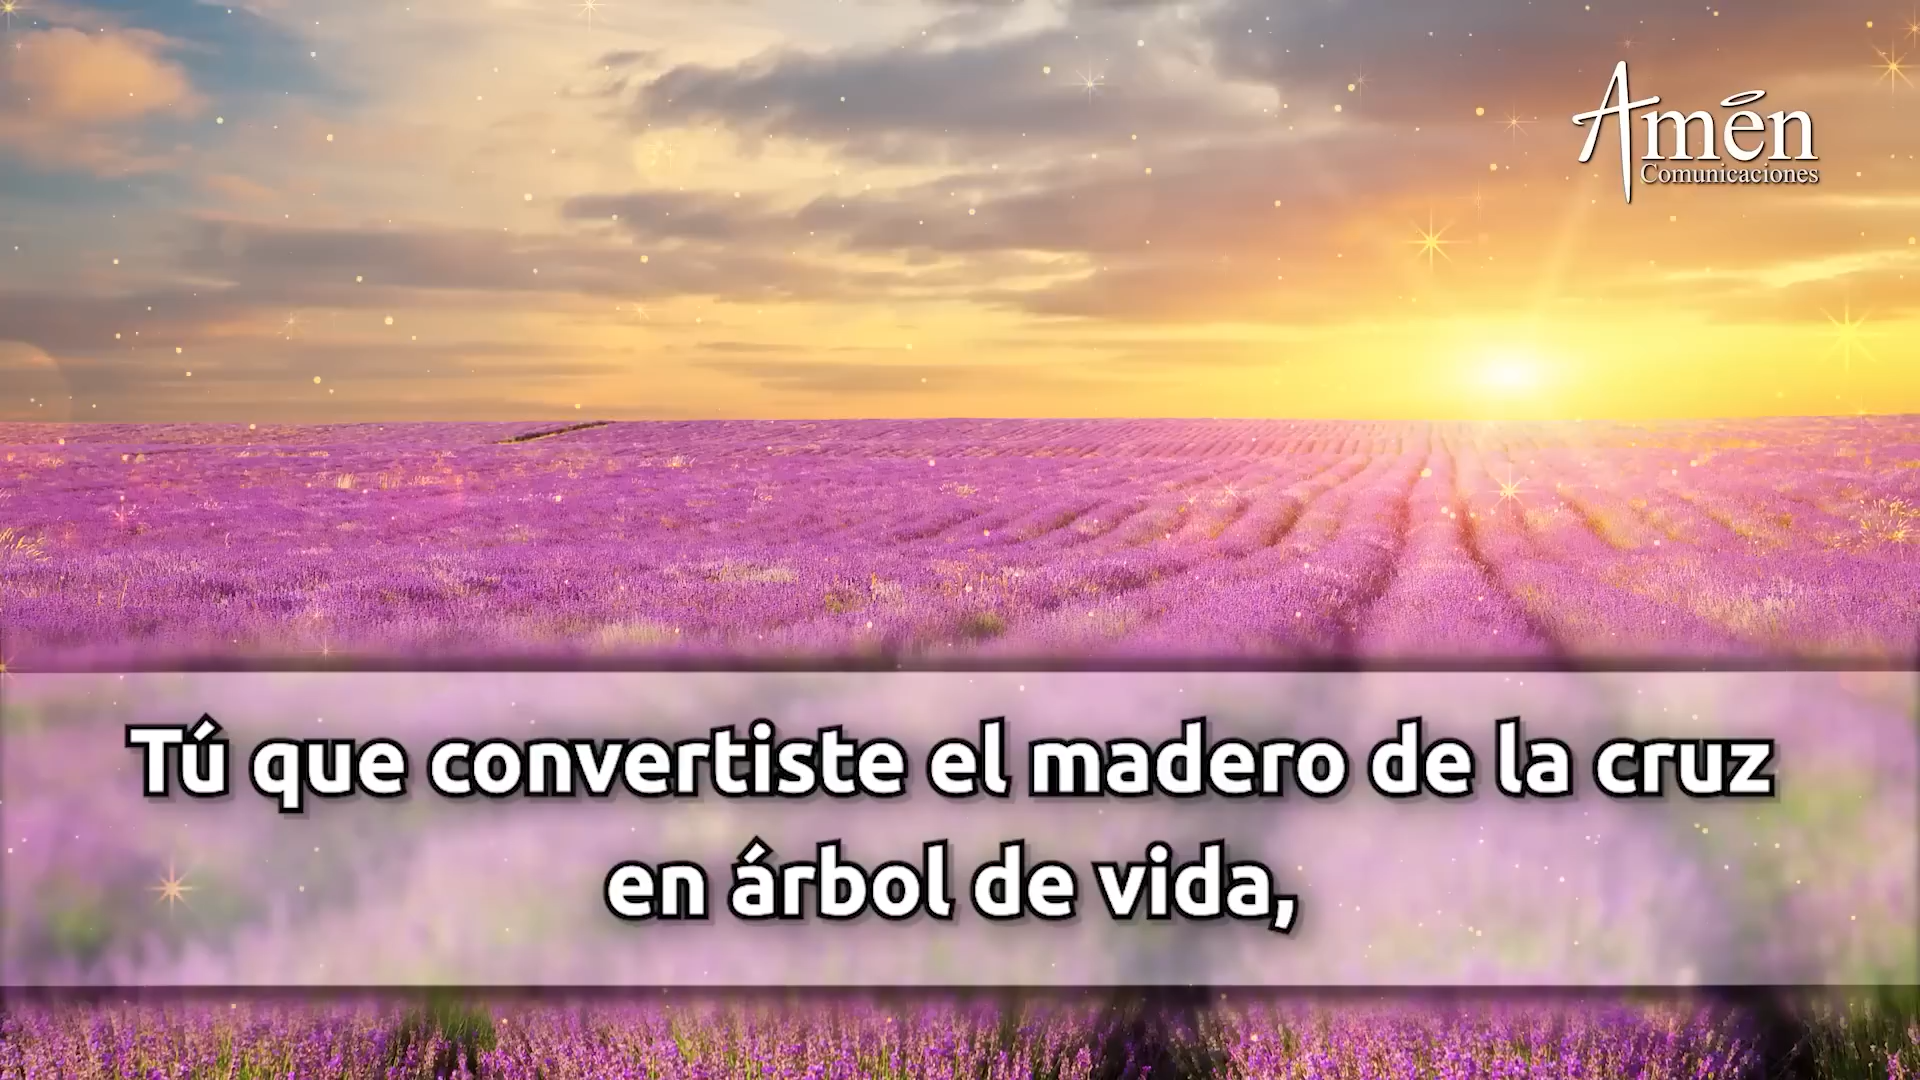 Amén
Comunicaciones
Tú que convertiste el madero de la cruz
en árbol de vida,